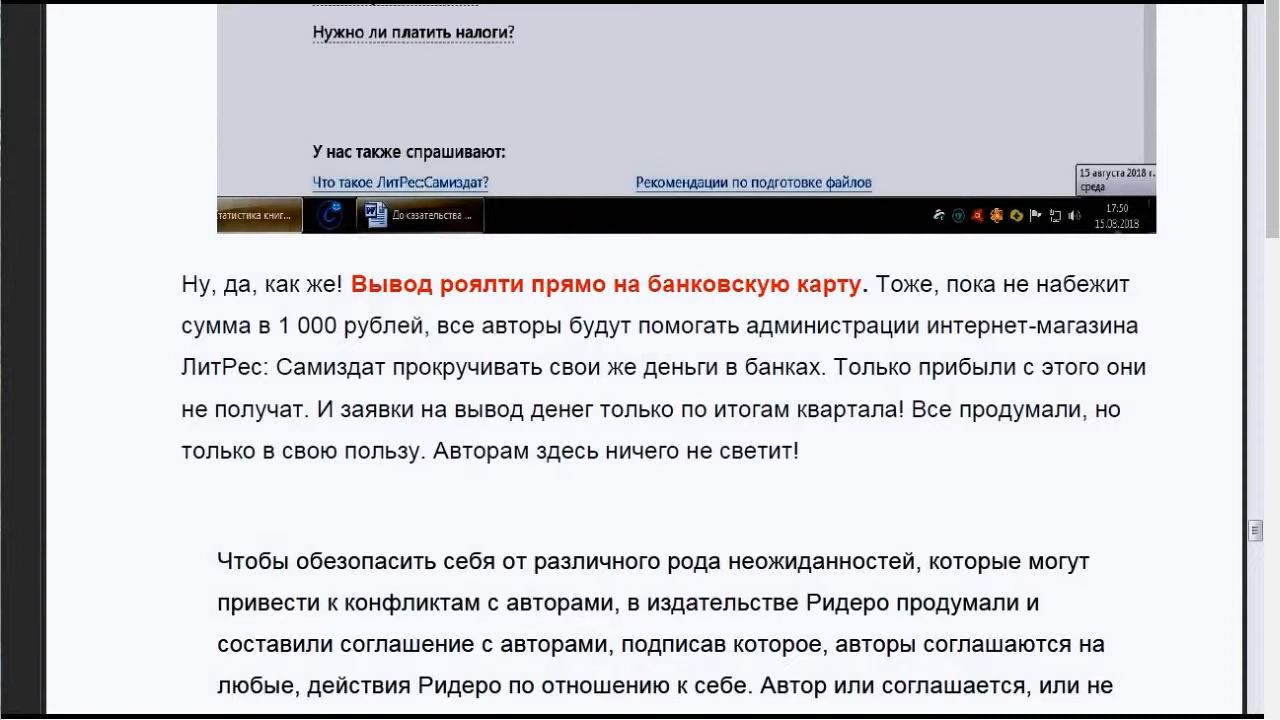 Нужно ли платить налоги?
У нас также спрашивают:
Что такое ЛитРес:Самиздат?
Рекомендации по подготовке файлов
15 августа 2018 г.
среда
татистика книг...
Доказательства ...
17:50
15.08.2018
Ну, да, как же! Вывод роялти прямо на банковскую карту. Тоже, пока не набежит
сумма в 1 000 рублей, все авторы будут помогать администрации интернет-магазина
ЛитРес: Самиздат прокручивать свои же деньги в банках. Только прибыли с этого они
не получат. И заявки на вывод денег только по итогам квартала! Все продумали, но
только в свою пользу. Авторам здесь ничего не светит!
Чтобы обезопасить себя от различного рода неожиданностей, которые могут
привести к конфликтам с авторами, в издательстве Ридеро продумали и
составили соглашение с авторами, подписав которое, авторы соглашаются на
любые, действия Ридеро по отношению к себе. Автор или соглашается, или не